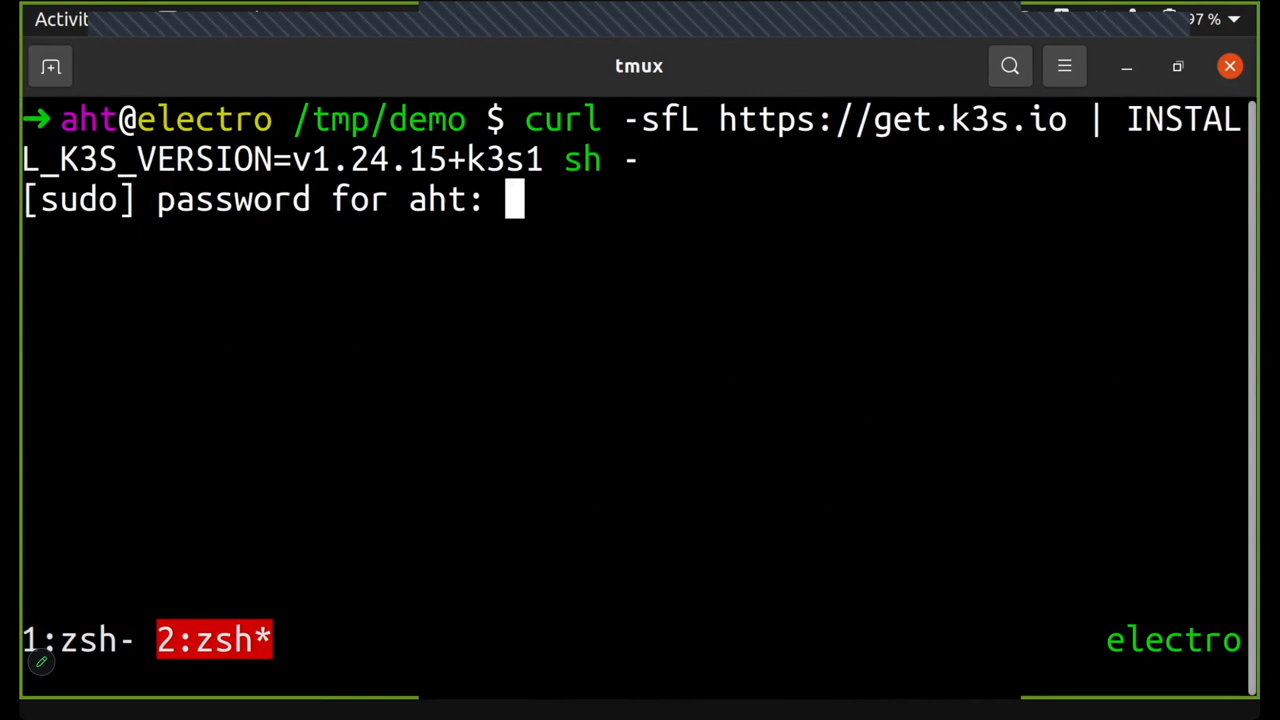 Activit
97 %
tmux
➜ aht@electro /tmp/demo $ curl -sfL https://get.k3s.io | INSTAL
L_K3S_VERSION=v1.24.15+k3s1 sh -
[sudo] password for aht:
1:zsh- 2:zsh*
electro